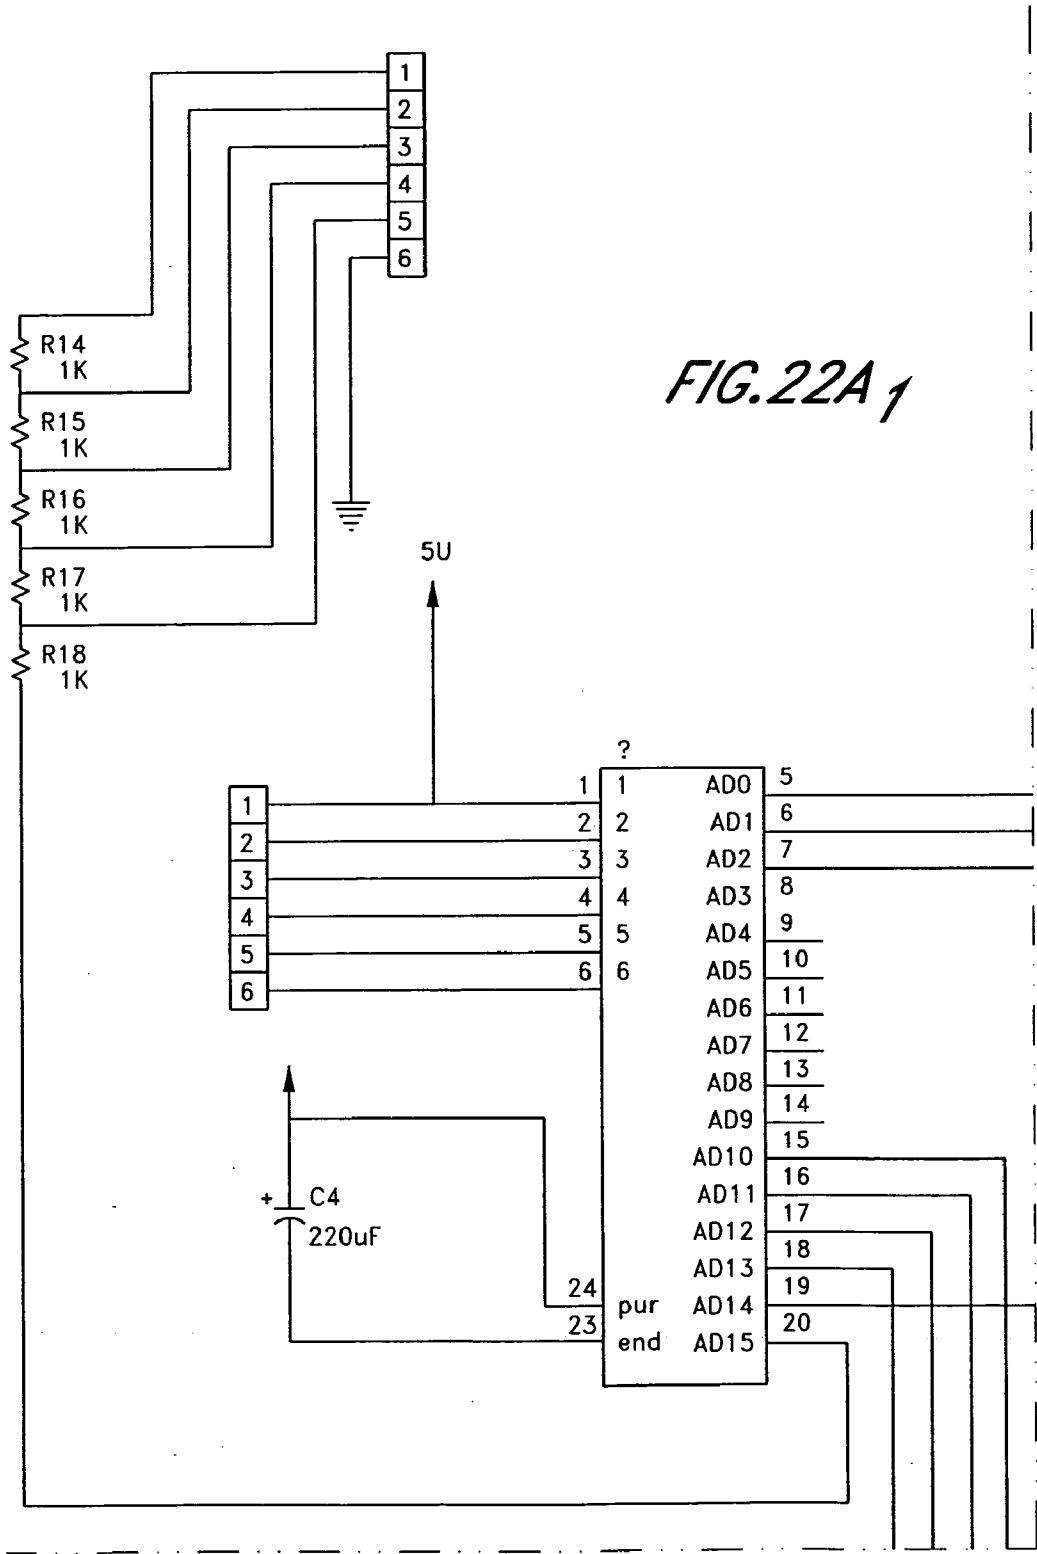 1
2
3
4
5
6
R14
1K
R15
1K
R16
1K
R17
1K
R18
1K
FIG.22A1
5U
?
1
2
3
4
5
6
1 1 AD0 5
2 2 AD1 6
3 3 AD2 7
4 4 AD3 8
5 5 AD4 9
6 6 AD5 10
AD6 11
AD7 12
AD8 13
AD9 14
AD10 15
AD11 16
AD12 17
AD13 18
24 pur AD14 19
23 end AD15 20
+ C4
220uF